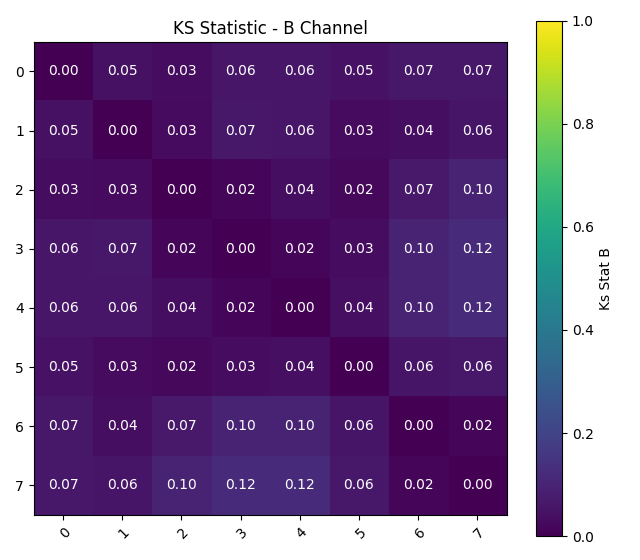 KS Statistic - B Channel
0 0.00 0.05 0.03 0.06 0.06 0.05 0.07 0.07
1 0.05 0.00 0.03 0.07 0.06 0.03 0.04 0.06
2 0.03 0.03 0.00 0.02 0.04 0.02 0.07 0.10
3 0.06 0.07 0.02 0.00 0.02 0.03 0.10 0.12
4 0.06 0.06 0.04 0.02 0.00 0.04 0.10 0.12
5 0.05 0.03 0.02 0.03 0.04 0.00 0.06 0.06
6 0.07 0.04 0.07 0.10 0.10 0.06 0.00 0.02
7 0.07 0.06 0.10 0.12 0.12 0.06 0.02 0.00
0 1 2 3 4 5 6 7
1.0
0.8
0.6
0.4
0.2
0.0
Ks Stat B